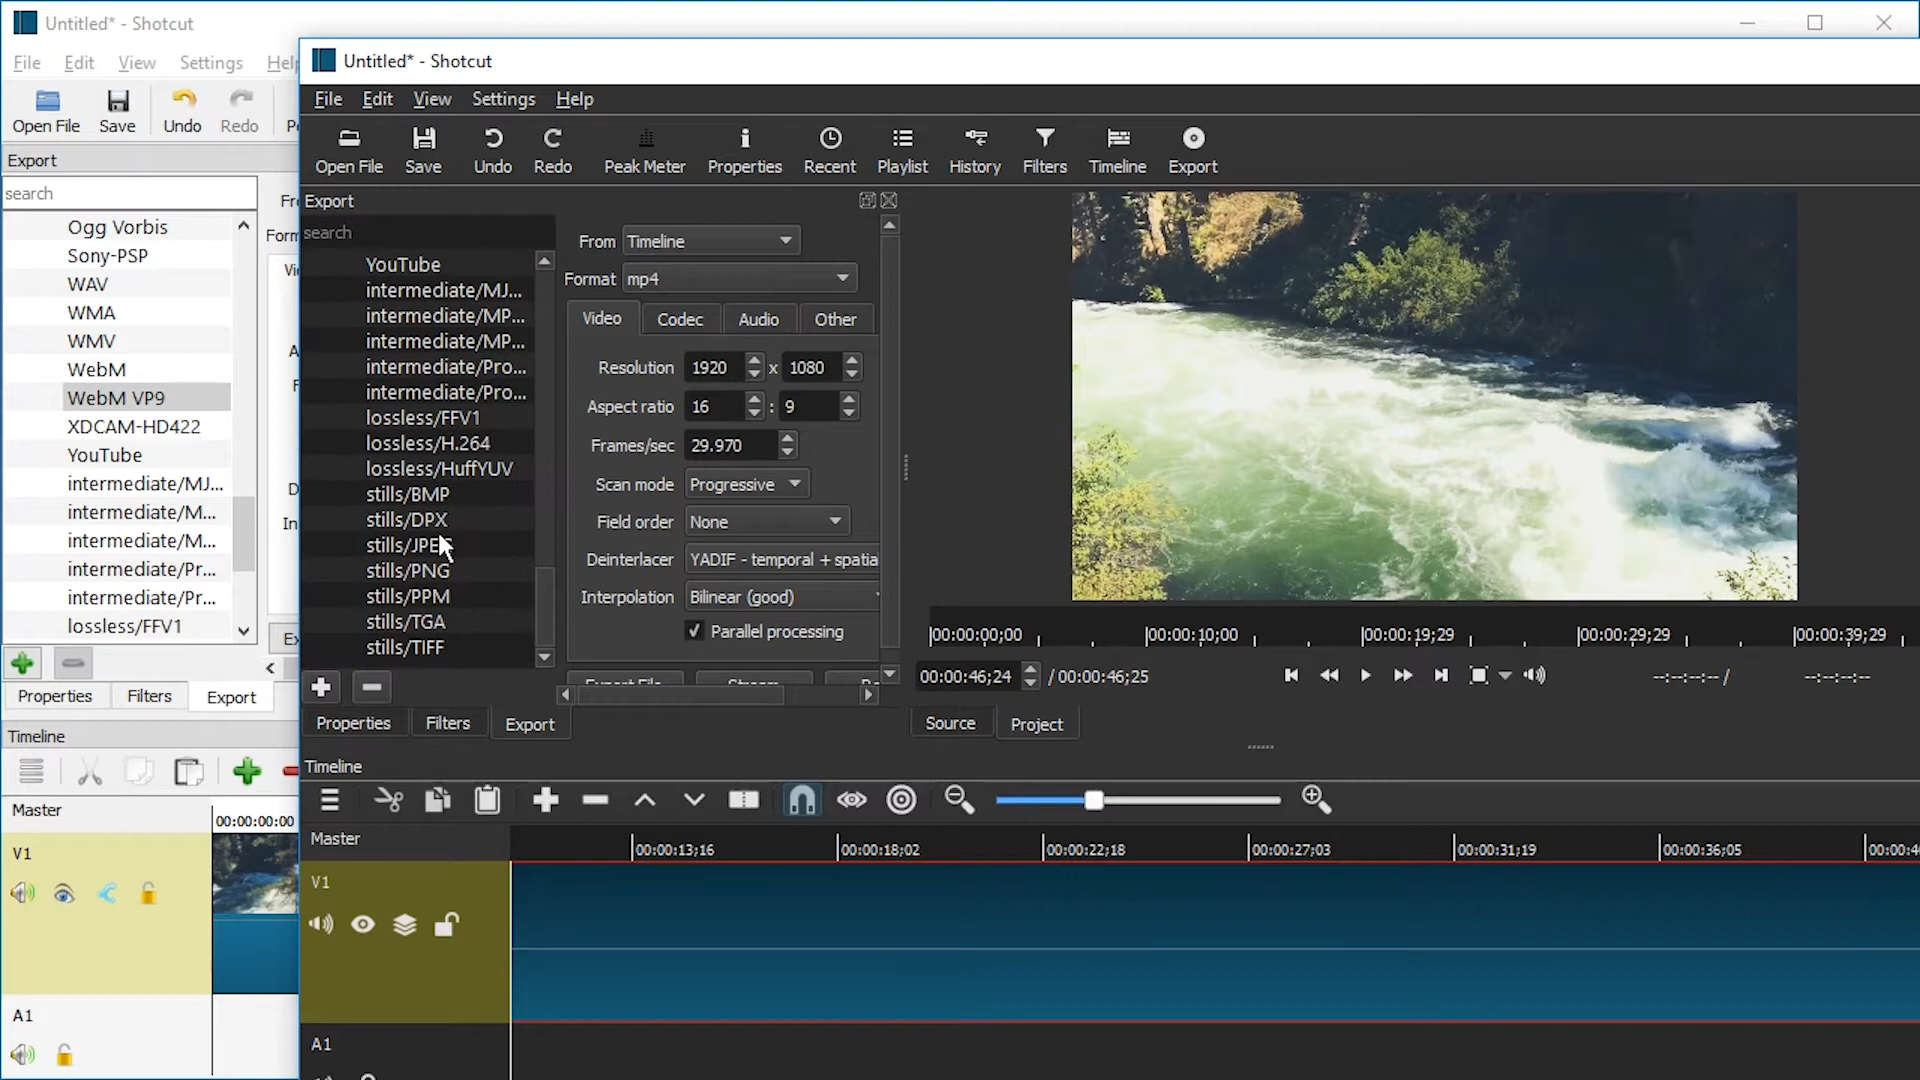 Untitled* - Shotcut
File Edit View Settings Help
Open File Save Undo Redo
Export
search
Ogg Vorbis
Sony-PSP
WAV
WMA
WMV
WebM
WebM VP9
XDCAM-HD422
YouTube
intermediate/MJ...
intermediate/M...
intermediate/M...
intermediate/Pr...
intermediate/Pr...
lossless/FFV1
Properties Filters Export
Timeline
Master
00:00:00:00
V1
A1
Untitled* - Shotcut
File Edit View Settings Help
Open File Save Undo Redo Peak Meter Properties Recent Playlist History Filters Timeline Export
Export
search
YouTube
intermediate/MJ...
intermediate/MP...
intermediate/MP...
intermediate/Pro...
intermediate/Pro...
lossless/FFV1
lossless/H.264
lossless/HuffYUV
stills/BMP
stills/DPX
stills/JPEG
stills/PNG
stills/PPM
stills/TGA
stills/TIFF
From Timeline
Format mp4
Video Codec Audio Other
Resolution 1920 x 1080
Aspect ratio 16 : 9
Frames/sec 29.970
Scan mode Progressive
Field order None
Deinterlacer YADIF - temporal + spatia
Interpolation Bilinear (good)
Parallel processing
Export File Stream
Properties Filters Export
00:00:00;00 00:00:10;00 00:00:19;29 00:00:29;29 00:00:39;29
00:00:46;24 / 00:00:46;25 --:--:--:-- / --:--:--:--
Source Project
Timeline
Master
00:00:13;16 00:00:18;02 00:00:22;18 00:00:27;03 00:00:31;19 00:00:36;05 00:00:4
V1
A1